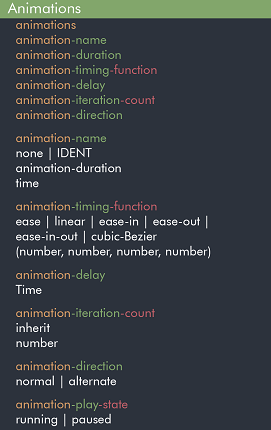 Animations
animations
animation-name
animation-duration
animation-timing-function
animation-delay
animation-iteration-count
animation-direction
animation-name
none | IDENT
animation-duration
time
animation-timing-function
ease | linear | ease-in | ease-out |
ease-in-out | cubic-Bezier
(number, number, number, number)
animation-delay
Time
animation-iteration-count
inherit
number
animation-direction
normal | alternate
animation-play-state
running | paused